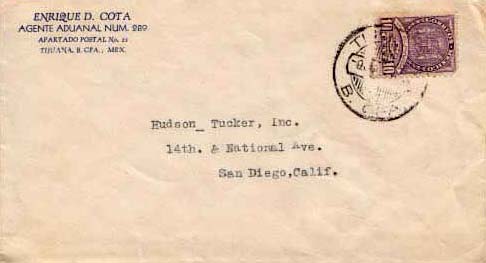 ENRIQUE D. COTA
AGENTE ADUANAL NUM. 289
APARTADO POSTAL No. 21
TIJUANA, B. CFA., MEX.
Hudson_ Tucker, Inc.
14th. & National Ave.
San Diego,Calif.